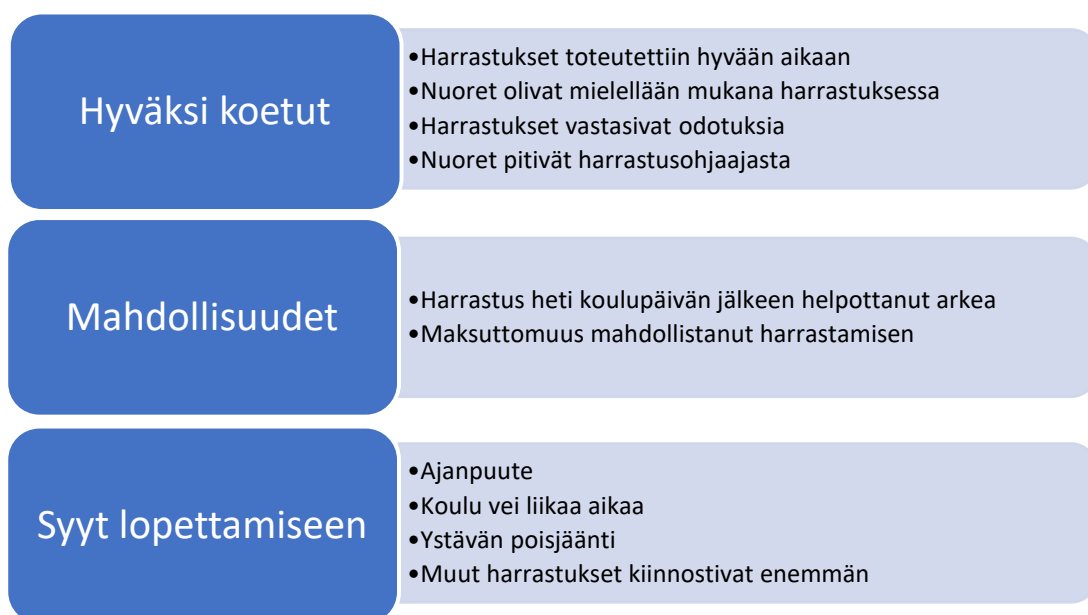 Hyväksi koetut
•Harrastukset toteutettiin hyvään aikaan
•Nuoret olivat mielellään mukana harrastuksessa
•Harrastukset vastasivat odotuksia
•Nuoret pitivät harrastusohjaajasta
Mahdollisuudet
•Harrastus heti koulupäivän jälkeen helpottanut arkea
•Maksuttomuus mahdollistanut harrastamisen
Syyt lopettamiseen
•Ajanpuute
•Koulu vei liikaa aikaa
•Ystävän poisjäänti
•Muut harrastukset kiinnostivat enemmän